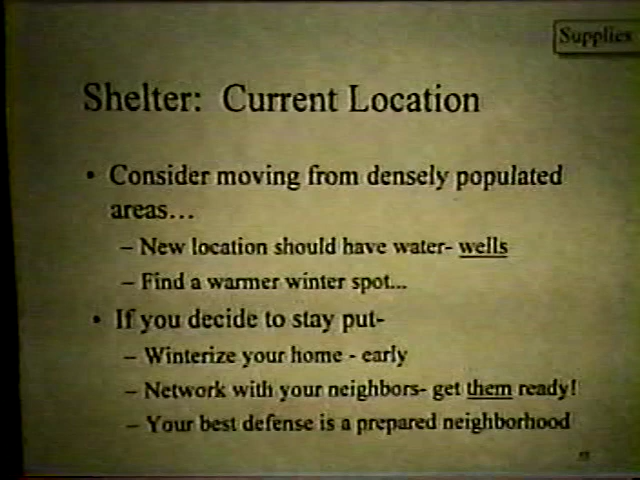 Supplies
Shelter: Current Location
• Consider moving from densely populated
areas...
– New location should have water- wells
– Find a warmer winter spot...
• If you decide to stay put-
– Winterize your home - early
– Network with your neighbors- get them ready!
– Your best defense is a prepared neighborhood